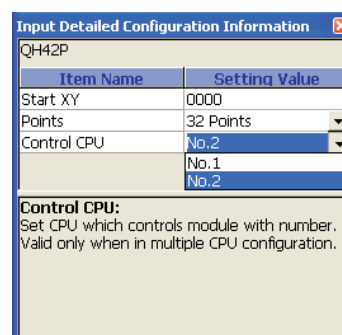 Input Detailed Configuration Information
QH42P
Item Name Setting Value
Start XY 0000
Points 32 Points
Control CPU No.2
No.1
No.2
Control CPU:
Set CPU which controls module with number.
Valid only when in multiple CPU configuration.